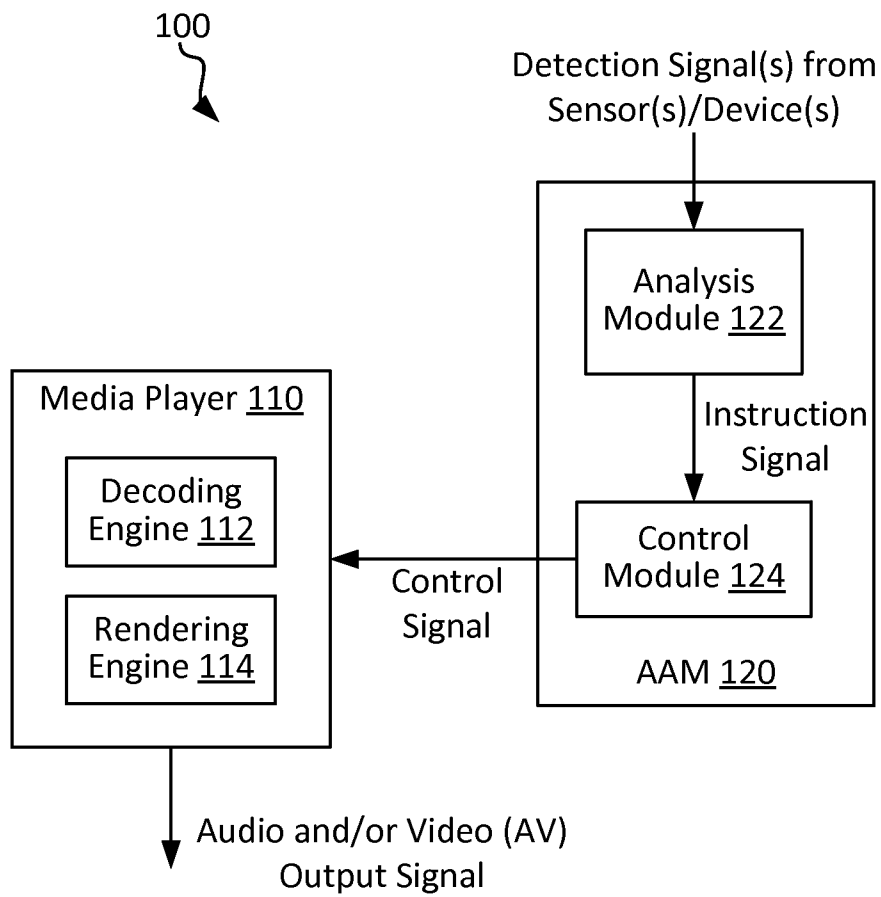 100
Detection Signal(s) from
Sensor(s)/Device(s)
Analysis
Module 122
Instruction
Signal
Control
Module 124
AAM 120
Control
Signal
Media Player 110
Decoding
Engine 112
Rendering
Engine 114
Audio and/or Video (AV)
Output Signal